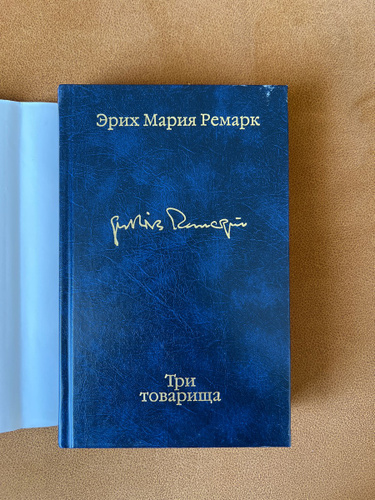 Эрих Мария Ремарк
Три
товарища